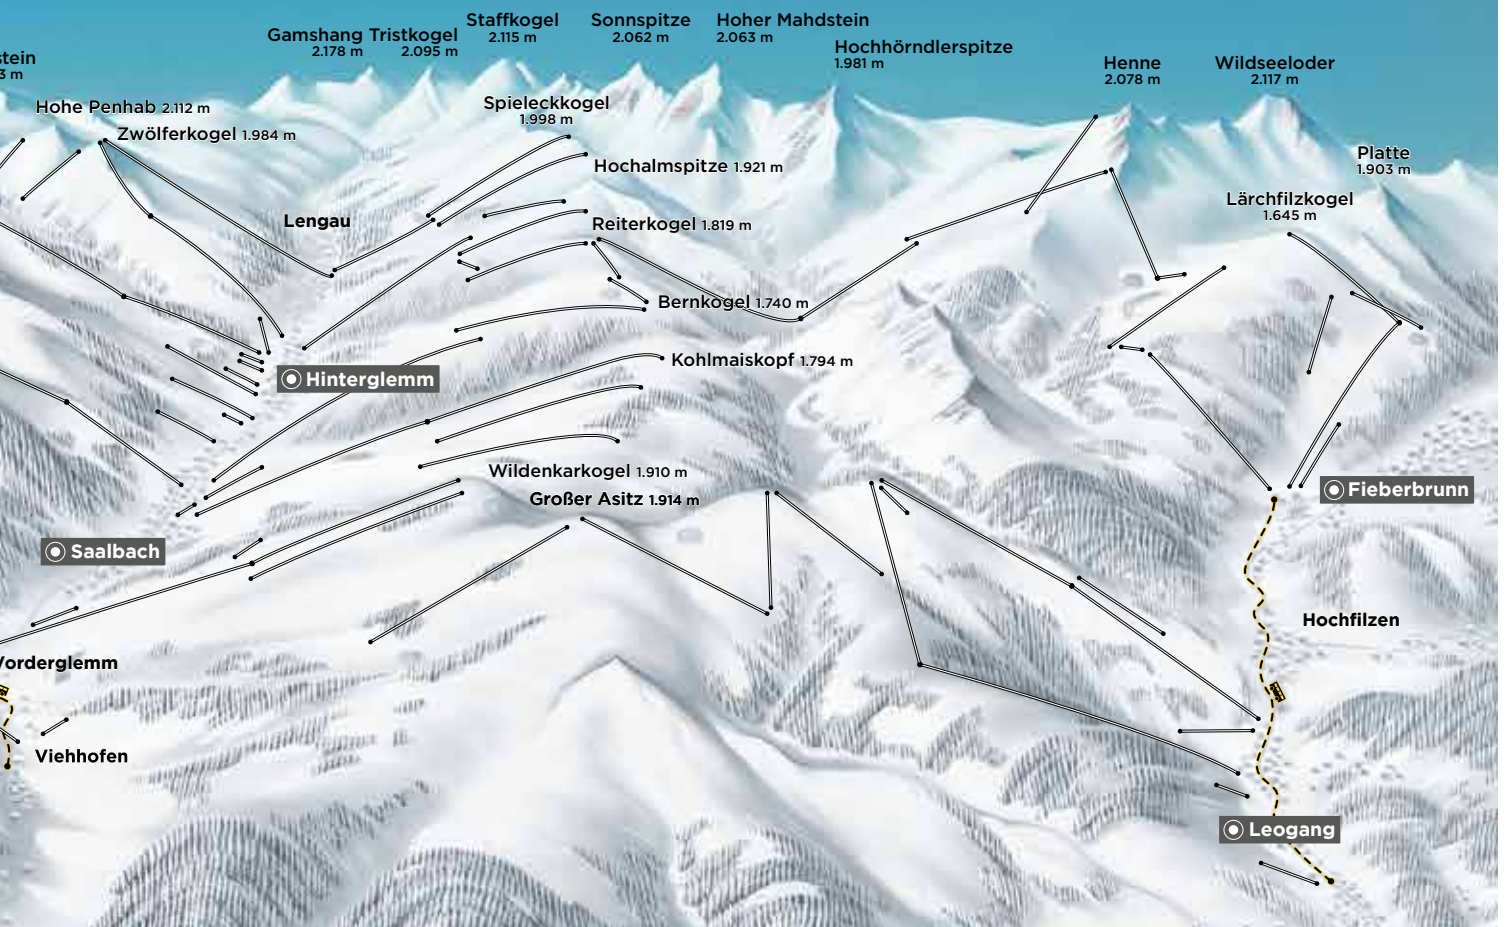 Staffkogel
2.115 m
Sonnspitze
2.062 m
Hoher Mahdstein
2.063 m
Gamshang
2.178 m
Tristkogel
2.095 m
Hochhörndlerspitze
1.981 m
stein
3 m
Henne
2.078 m
Wildseeloder
2.117 m
Hohe Penhab 2.112 m
Spieleckkogel
1.998 m
Zwölferkogel 1.984 m
Platte
1.903 m
Hochalmspitze 1.921 m
Lärchfilzkogel
1.645 m
Lengau
Reiterkogel 1.819 m
Bernkogel 1.740 m
Kohlmaiskopf 1.794 m
Hinterglemm
Wildenkarkogel 1.910 m
Großer Asitz 1.914 m
Fieberbrunn
Saalbach
Hochfilzen
Vorderglemm
Viehhofen
Leogang